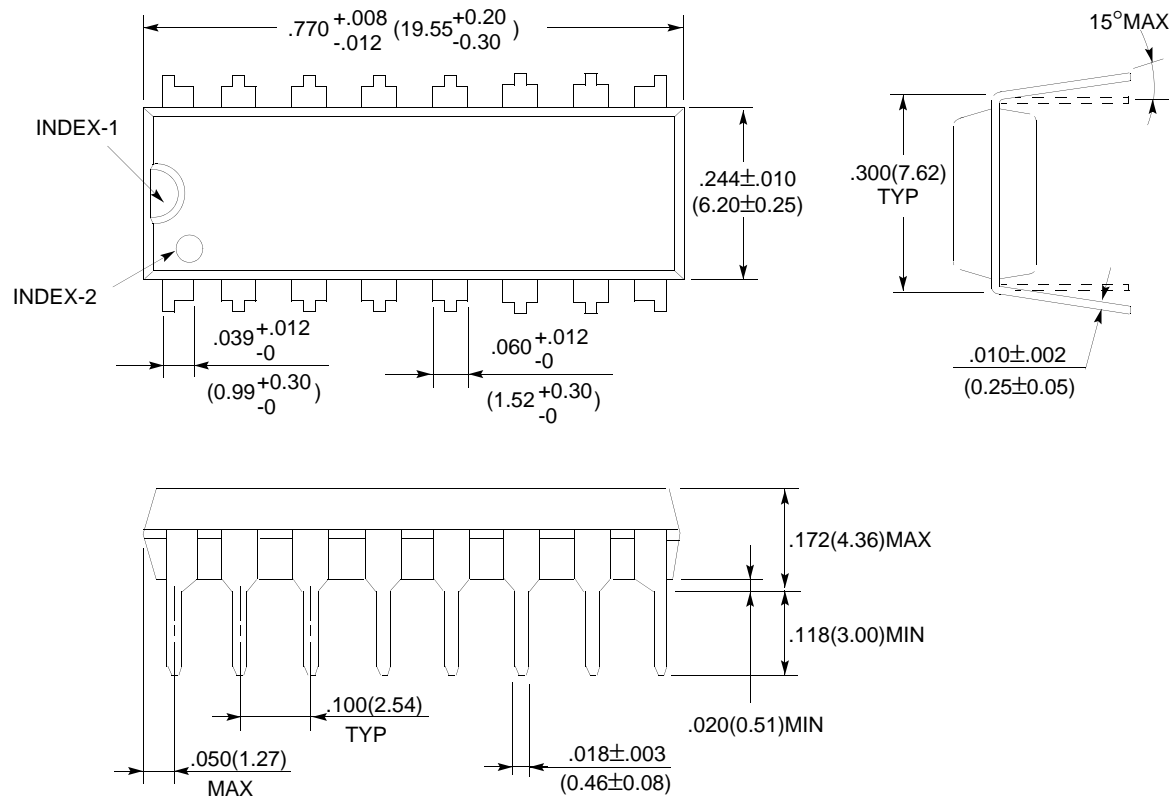 .770 +.008 -.012 (19.55 +0.20 -0.30 )
15°MAX
INDEX-1
.244±.010
(6.20±0.25)
.300(7.62)
TYP
INDEX-2
.039 +.012 -0
(0.99 +0.30 -0 )
.060 +.012 -0
(1.52 +0.30 -0 )
.010±.002
(0.25±0.05)
.172(4.36)MAX
.118(3.00)MIN
.020(0.51)MIN
.100(2.54)
TYP
.050(1.27)
MAX
.018±.003
(0.46±0.08)